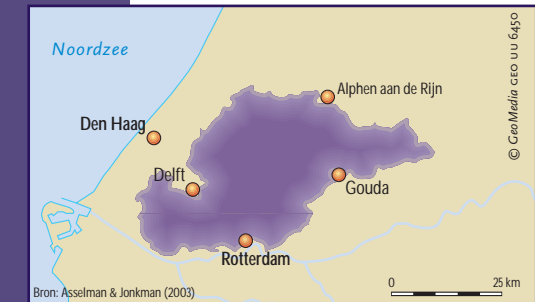 Noordzee
Alphen aan de Rijn
Den Haag
Delft
Gouda
Rotterdam
0 25 km
Bron: Asselman & Jonkman (2003)
© GeoMedia GEO UU 6450